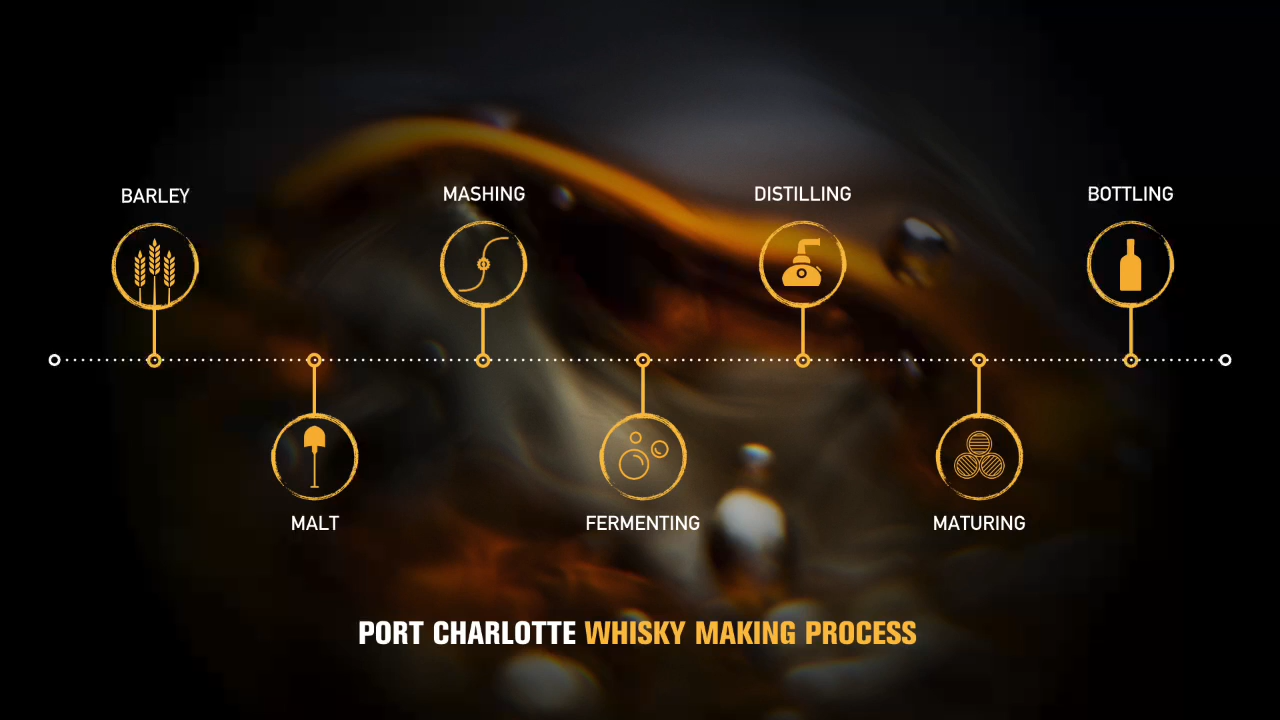 BARLEY
MALT
MASHING
FERMENTING
DISTILLING
MATURING
BOTTLING
PORT CHARLOTTE WHISKY MAKING PROCESS